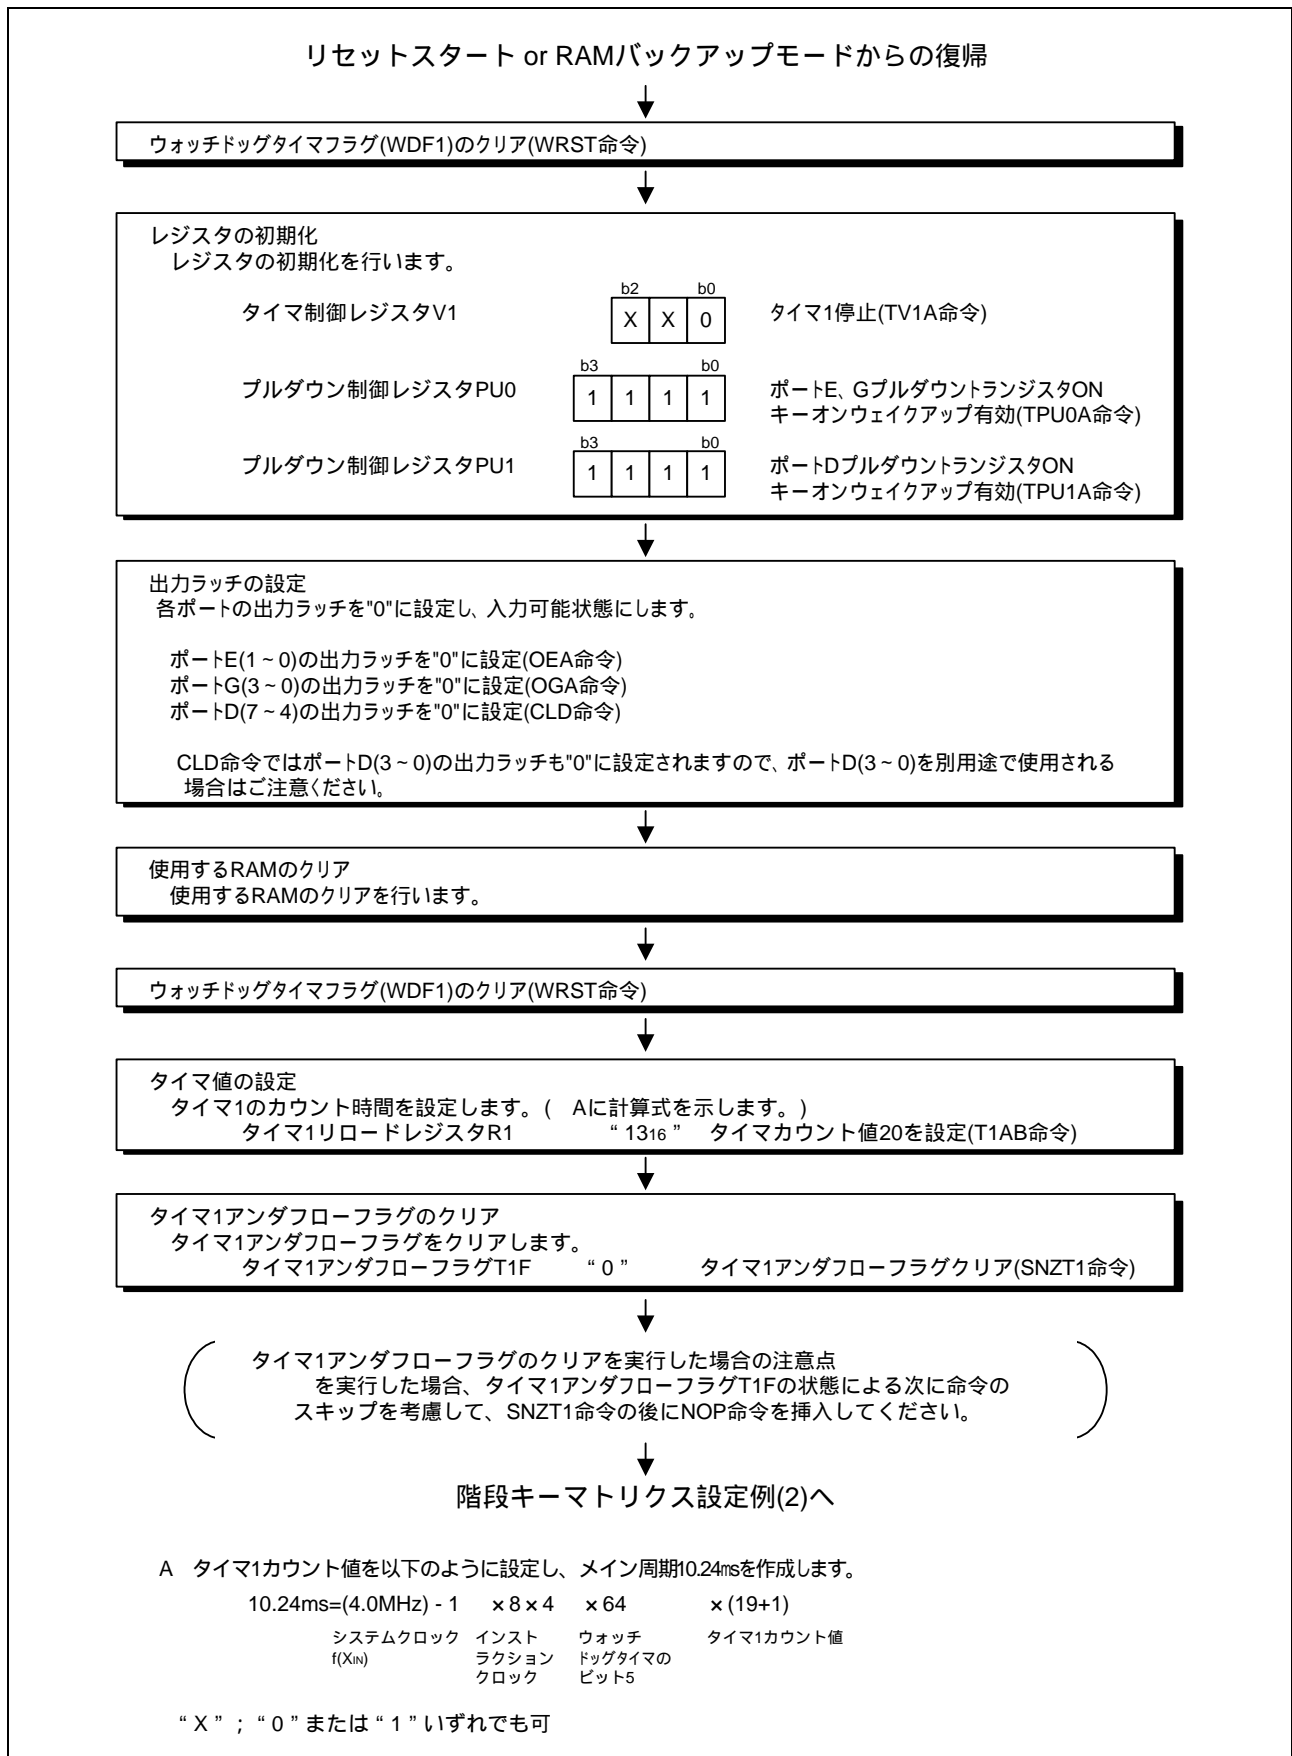 リセットスタート or RAMバックアップモードからの復帰
ウォッチドッグタイマフラグ(WDF1)のクリア(WRST命令)
レジスタの初期化
レジスタの初期化を行います。
b2 b0
タイマ制御レジスタV1 X X 0 タイマ1停止(TV1A命令)
b3 b0
プルダウン制御レジスタPU0 1 1 1 1 ポートE、Gプルダウントランジスタ ON
キーオンウェイクアップ有効(TPU0A命令)
b3 b0
プルダウン制御レジスタPU1 1 1 1 1 ポートDプルダウントランジスタON
キーオンウェイクアップ有効(TPU1A命令)
出力ラッチの設定
各ポートの出力ラッチを"0"に設定し、入力可能状態にします。
ポートE(1~0)の出力ラッチを"0"に設定(OEA命令)
ポートG(3~0)の出力ラッチを"0"に設定(OGA命令)
ポートD(7~4)の出力ラッチを"0"に設定(CLD命令)
CLD命令ではポートD(3~0)の出力ラッチも"0"に設定されますので、ポートD(3~0)を別用途で使用される
場合はご注意ください。
使用するRAMのクリア
使用するRAMのクリアを行います。
ウォッチドッグタイマフラグ(WDF1)のクリア(WRST命令)
タイマ値の設定
タイマ1のカウント時間を設定します。( Aに計算式を示します。)
タイマ1リロードレジスタR1 “ 1316 ” タイマカウント値20を設定(T1AB命令)
タイマ1アンダフローフラグのクリア
タイマ1アンダフローフラグをクリアします。
タイマ1アンダフローフラグT1F “ 0 ” タイマ1アンダフローフラグクリア(SNZT1命令)
タイマ1アンダフローフラグのクリアを実行した場合の注意点
を実行した場合、タイマ1アンダフローフラグT1Fの状態による次に命令の
スキップを考慮して、SNZT1命令の後にNOP命令を挿入してください。
階段キーマトリクス設定例(2)へ
A タイマ1カウント値を以下のように設定し、メイン周期10.24msを作成します。
10.24ms=(4.0MHz) - 1 ×8×4 ×64 ×(19+1)
システムクロック インスト ウォッチ タイマ1カウント値
f(XIN) ラクション ドッグタイマの
クロック ビット5
“ X ” ; “ 0 ” または “ 1 ” いずれでも可